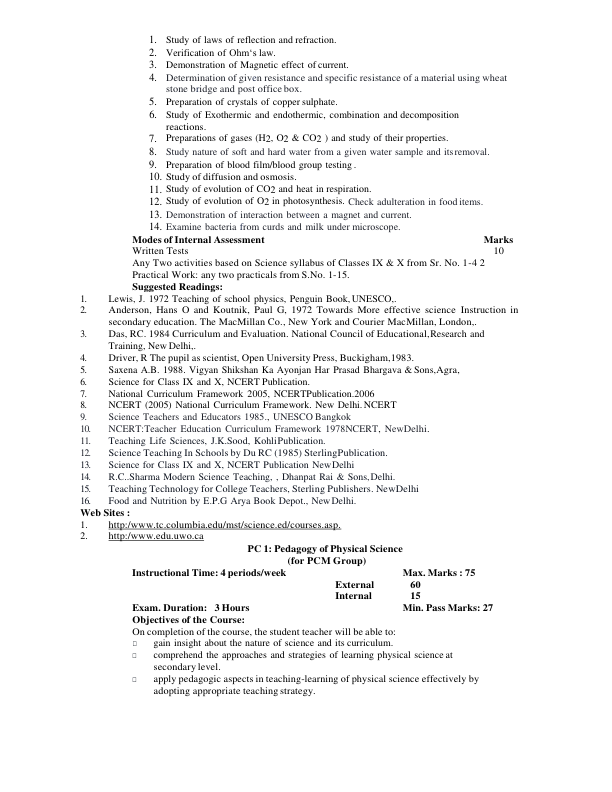 1. Study of laws of reflection and refraction.
2. Verification of Ohm's law.
3. Demonstration of Magnetic effect of current.
4. Determination of given resistance and specific resistance of a material using wheat
stone bridge and post office box.
5. Preparation of crystals of copper sulphate.
6. Study of Exothermic and endothermic, combination and decomposition
reactions.
7. Preparations of gases (H2, O2 & CO2 ) and study of their properties.
8. Study nature of soft and hard water from a given water sample and its removal.
9. Preparation of blood film/blood group testing .
10. Study of diffusion and osmosis.
11. Study of evolution of CO2 and heat in respiration.
12. Study of evolution of O2 in photosynthesis. Check adulteration in food items.
13. Demonstration of interaction between a magnet and current.
14. Examine bacteria from curds and milk under microscope.
Modes of Internal Assessment Marks
Written Tests 10
Any Two activities based on Science syllabus of Classes IX & X from Sr. No. 1-4 2
Practical Work: any two practicals from S.No. 1-15.
Suggested Readings:
1. Lewis, J. 1972 Teaching of school physics, Penguin Book, UNESCO,.
2. Anderson, Hans O and Koutnik, Paul G, 1972 Towards More effective science Instruction in
secondary education. The MacMillan Co., New York and Courier MacMillan, London,.
3. Das, RC. 1984 Curriculum and Evaluation. National Council of Educational,Research and
Training, New Delhi,.
4. Driver, R The pupil as scientist, Open University Press, Buckigham,1983.
5. Saxena A.B. 1988. Vigyan Shikshan Ka Ayonjan Har Prasad Bhargava & Sons,Agra,
6. Science for Class IX and X, NCERT Publication.
7. National Curriculum Framework 2005, NCERTPublication.2006
8. NCERT (2005) National Curriculum Framework. New Delhi. NCERT
9. Science Teachers and Educators 1985., UNESCO Bangkok
10. NCERT:Teacher Education Curriculum Framework 1978NCERT, NewDelhi.
11. Teaching Life Sciences, J.K.Sood, KohliPublication.
12. Science Teaching In Schools by Du RC (1985) SterlingPublication.
13. Science for Class IX and X, NCERT Publication NewDelhi
14. R.C..Sharma Modern Science Teaching, , Dhanpat Rai & Sons,Delhi.
15. Teaching Technology for College Teachers, Sterling Publishers. NewDelhi
16. Food and Nutrition by E.P.G Arya Book Depot., NewDelhi.
Web Sites :
1. http:/www.tc.columbia.edu/mst/science.ed/courses.asp.
2. http:/www.edu.uwo.ca
PC 1: Pedagogy of Physical Science
(for PCM Group)
Instructional Time: 4 periods/week Max. Marks : 75
External 60
Internal 15
Exam. Duration: 3 Hours Min. Pass Marks: 27
Objectives of the Course:
On completion of the course, the student teacher will be able to:
□ gain insight about the nature of science and its curriculum.
□ comprehend the approaches and strategies of learning physical science at
secondary level.
□ apply pedagogic aspects in teaching-learning of physical science effectively by
adopting appropriate teaching strategy.